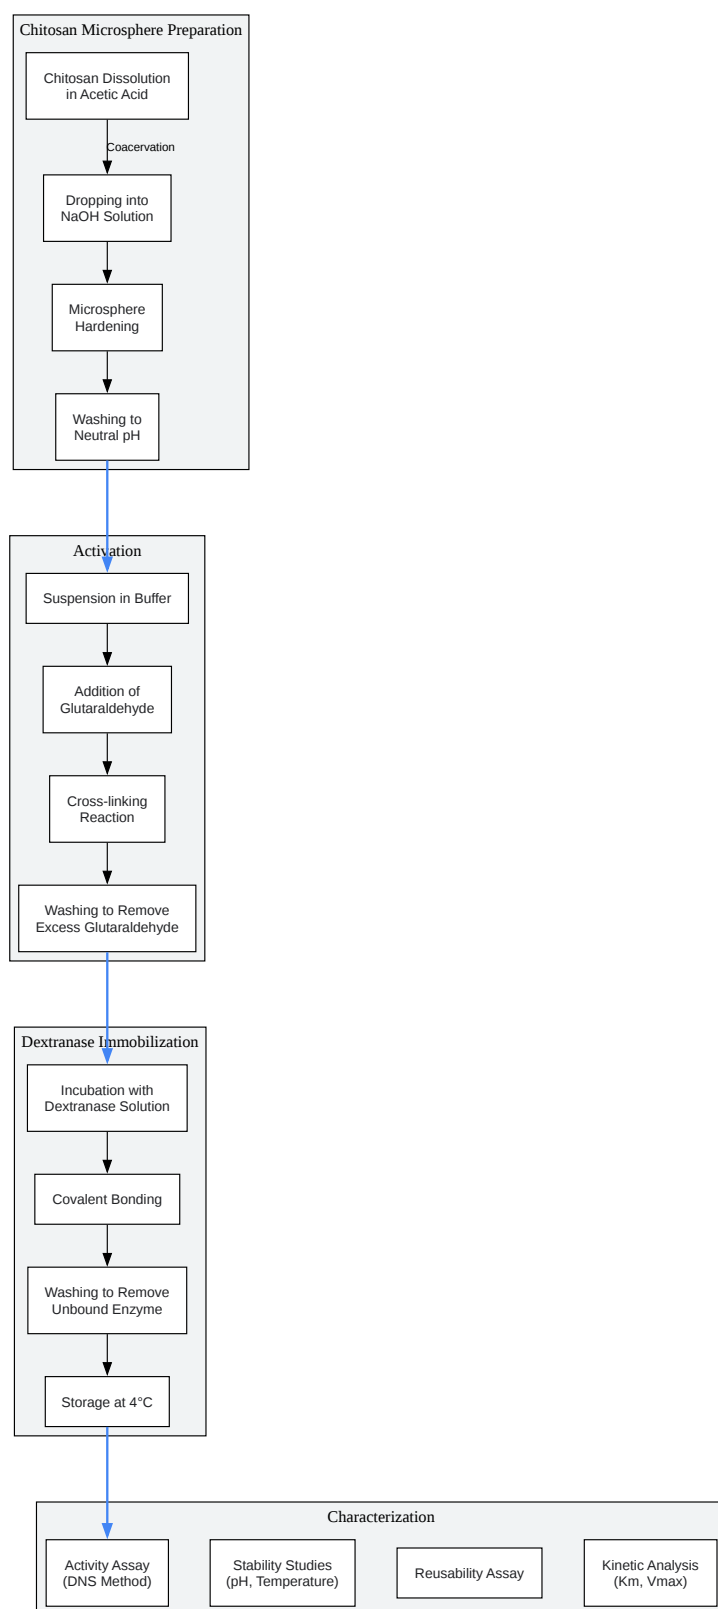 Chitosan Microsphere Preparation
Chitosan Dissolution
in Acetic Acid
Coacervation
Dropping into
NaOH Solution
Microsphere
Hardening
Washing to
Neutral pH
Activation
Suspension in Buffer
Addition of
Glutaraldehyde
Cross-linking
Reaction
Washing to Remove
Excess Glutaraldehyde
Dextranase Immobilization
Incubation with
Dextranase Solution
Covalent Bonding
Washing to Remove
Unbound Enzyme
Storage at 4°C
Characterization
Activity Assay
(DNS Method)
Stability Studies
(pH, Temperature)
Reusability Assay
Kinetic Analysis
(Km, Vmax)